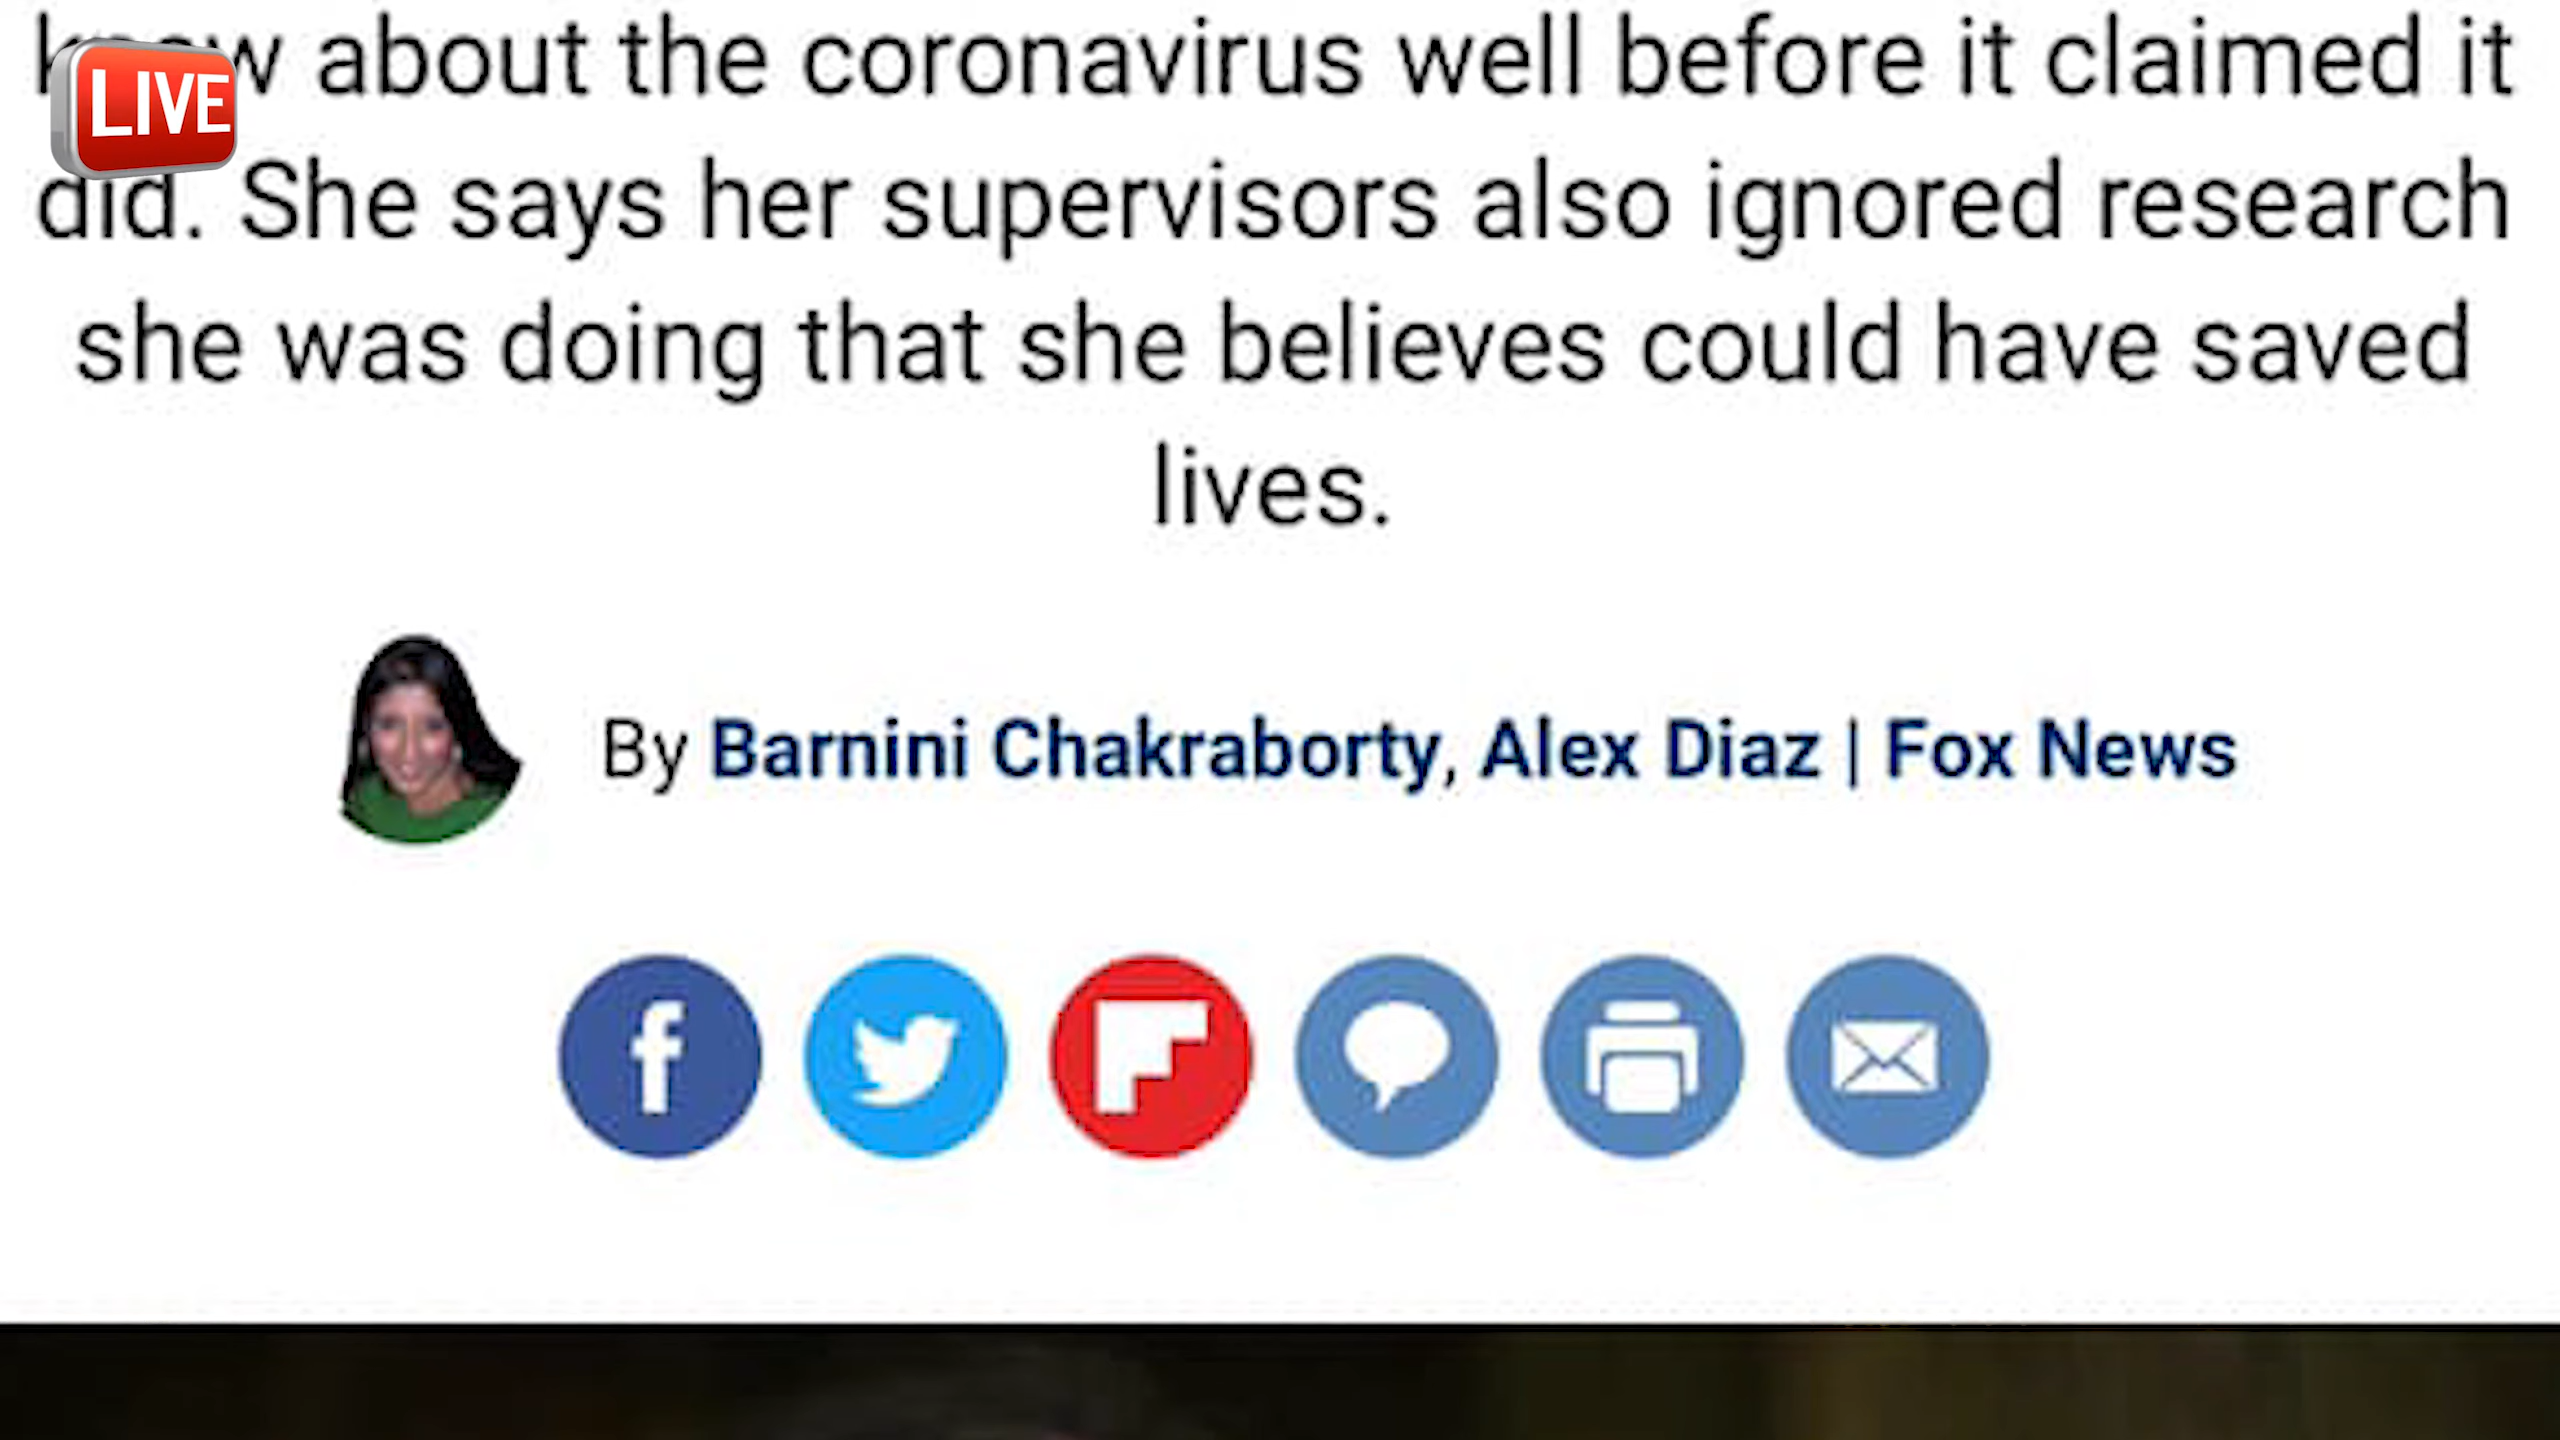 know about the coronavirus well before it claimed it
LIVE
did. She says her supervisors also ignored research
she was doing that she believes could have saved
lives.
By Barnini Chakraborty, Alex Diaz | Fox News